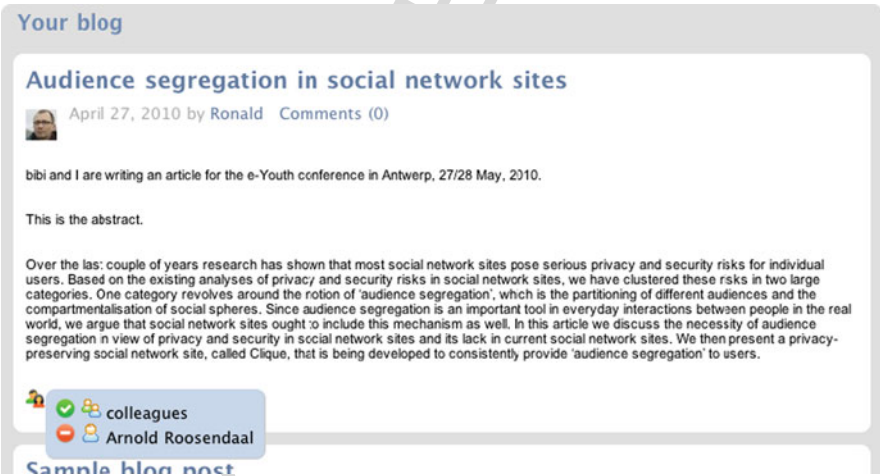 Your blog
Audience segregation in social network sites
April 27, 2010 by Ronald Comments (0)
bibi and I are writing an article for the e-Youth conference in Antwerp, 27/28 May, 2010.
This is the abstract.
Over the last couple of years research has shown that most social network sites pose serious privacy and security risks for individual
users. Based on the existing analyses of privacy and security risks in social network sites, we have clustered these risks in two large
categories. One category revolves around the notion of 'audience segregation', which is the partitioning of different audiences and the
compartmentalisation of social spheres. Since audience segregation is an important tool in everyday interactions between people in the real
world, we argue that social network sites ought to include this mechanism as well. In this article we discuss the necessity of audience
segregation in view of privacy and security in social network sites and its lack in current social network sites. We then present a privacy-
preserving social network site, called Clique, that is being developed to consistently provide 'audience segregation' to users.
colleagues
Arnold Roosendaal
Sample blog post